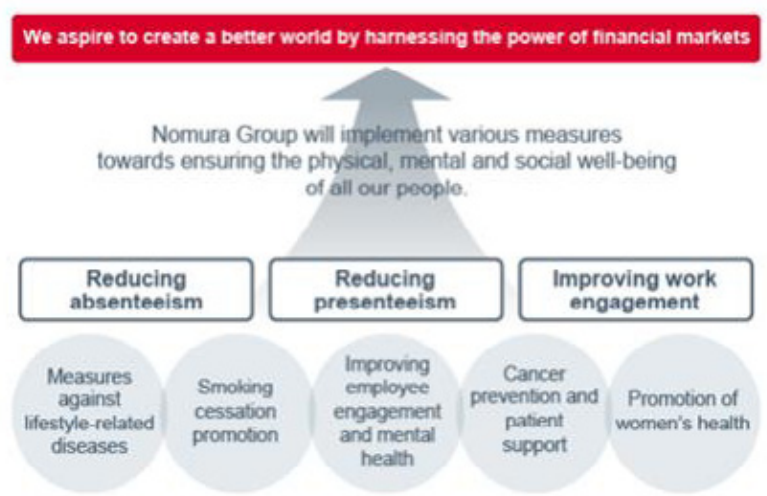 We aspire to create a better world by harnessing the power of financial markets
Nomura Group will implement various measures
towards ensuring the physical, mental and social well-being
of all our people.
Reducing
absenteeism
Reducing
presenteeism
Improving work
engagement
Measures
against
lifestyle-related
diseases
Smoking
cessation
promotion
Improving
employee
engagement
and mental
health
Cancer
prevention and
patient
support
Promotion of
women's health